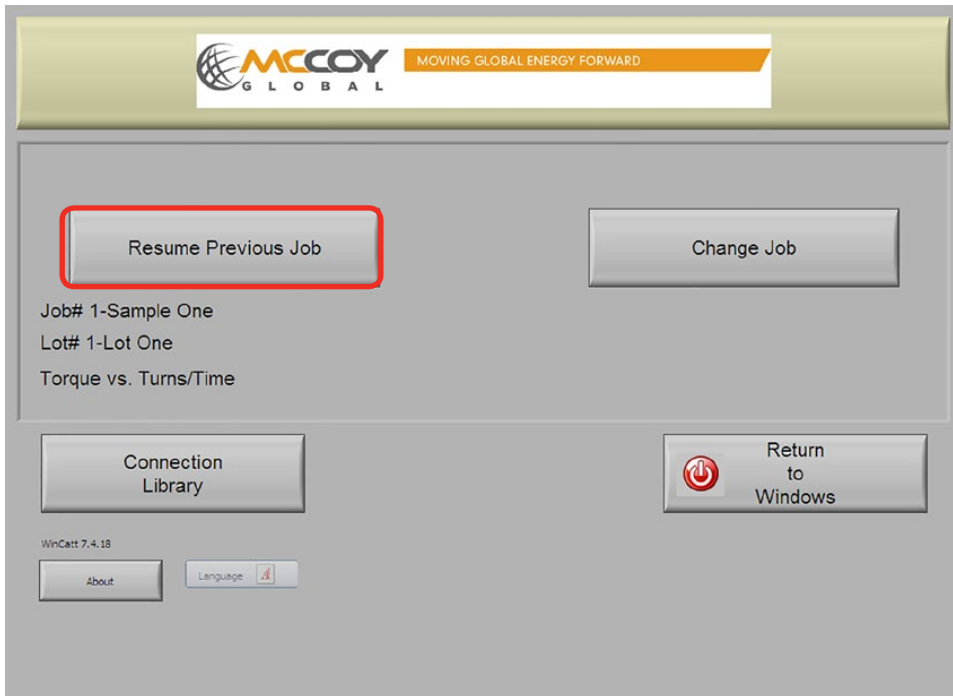 MCCOY
GLOBAL
MOVING GLOBAL ENERGY FORWARD
Resume Previous Job
Change Job
Job# 1-Sample One
Lot# 1-Lot One
Torque vs. Turns/Time
Connection
Library
Return
to
Windows
WinCatt 7.4.18
About
Language A